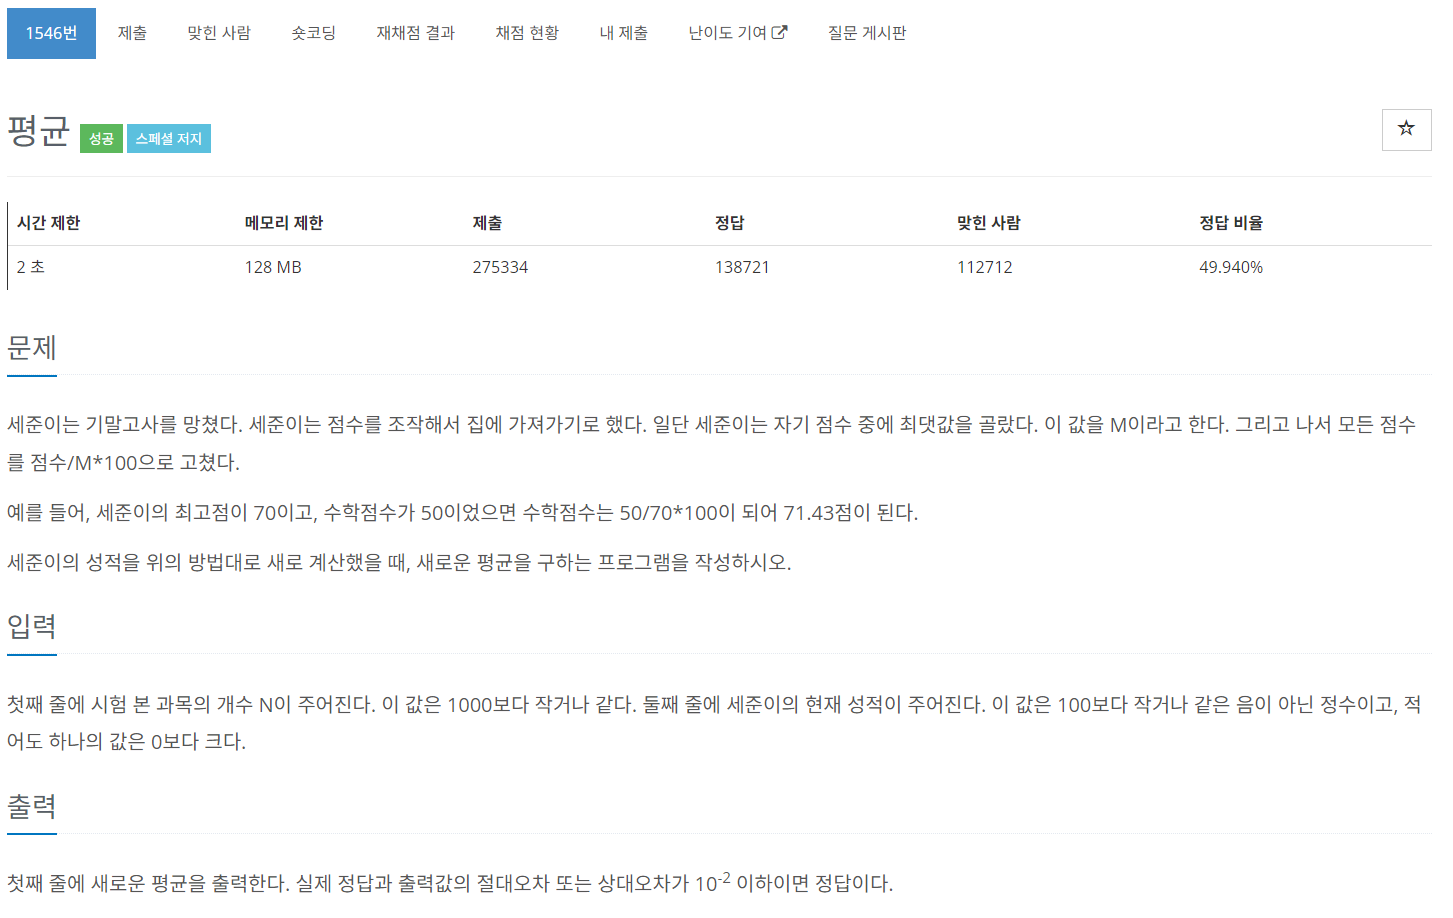 1546번 제출 맞힌 사람 숏코딩 재채점 결과 채점 현황 내 제출 난이도 기여 질문 게시판
평균 성공 스페셜 저지
시간 제한 메모리 제한 제출 정답 맞힌 사람 정답 비율
2 초 128 MB 275334 138721 112712 49.940%
문제
세준이는 기말고사를 망쳤다. 세준이는 점수를 조작해서 집에 가져가기로 했다. 일단 세준이는 자기 점수 중에 최댓값을 골랐다. 이 값을 M이라고 한다. 그리고 나서 모든 점수
를 점수/M*100으로 고쳤다.
예를 들어, 세준이의 최고점이 70이고, 수학점수가 50이었으면 수학점수는 50/70*100이 되어 71.43점이 된다.
세준이의 성적을 위의 방법대로 새로 계산했을 때, 새로운 평균을 구하는 프로그램을 작성하시오.
입력
첫째 줄에 시험 본 과목의 개수 N이 주어진다. 이 값은 1000보다 작거나 같다. 둘째 줄에 세준이의 현재 성적이 주어진다. 이 값은 100보다 작거나 같은 음이 아닌 정수이고, 적
어도 하나의 값은 0보다 크다.
출력
첫째 줄에 새로운 평균을 출력한다. 실제 정답과 출력값의 절대오차 또는 상대오차가 10-2 이하이면 정답이다.